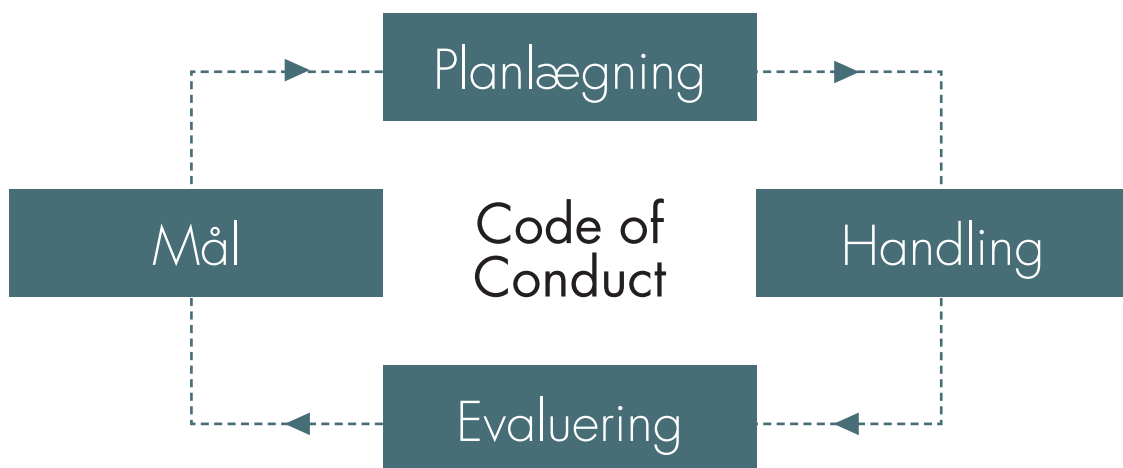 Planlægning
Mål
Code of
Conduct
Handling
Evaluering